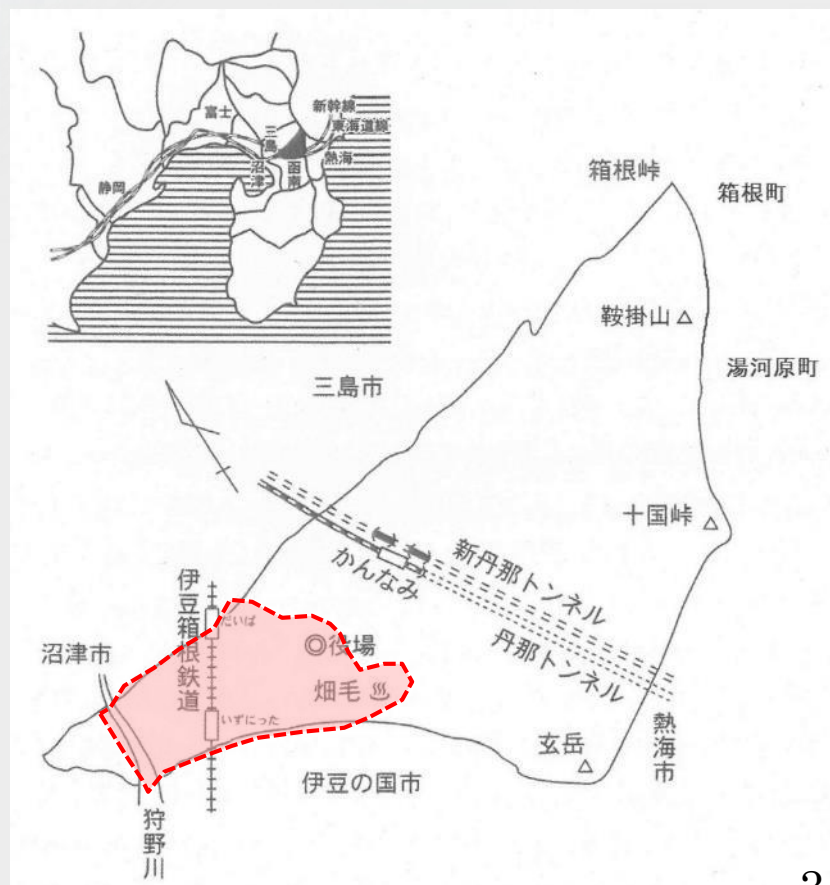 新幹線
富士
東海道線
三島
熱海
沼津
函南
静岡
箱根峠
箱根町
鞍掛山
湯河原町
三島市
十国峠
新丹那トンネル
かんなみ
丹那トンネル
伊豆箱根鉄道
だいば
役場
沼津市
畑毛
いずにった
玄岳
熱海市
伊豆の国市
狩野川